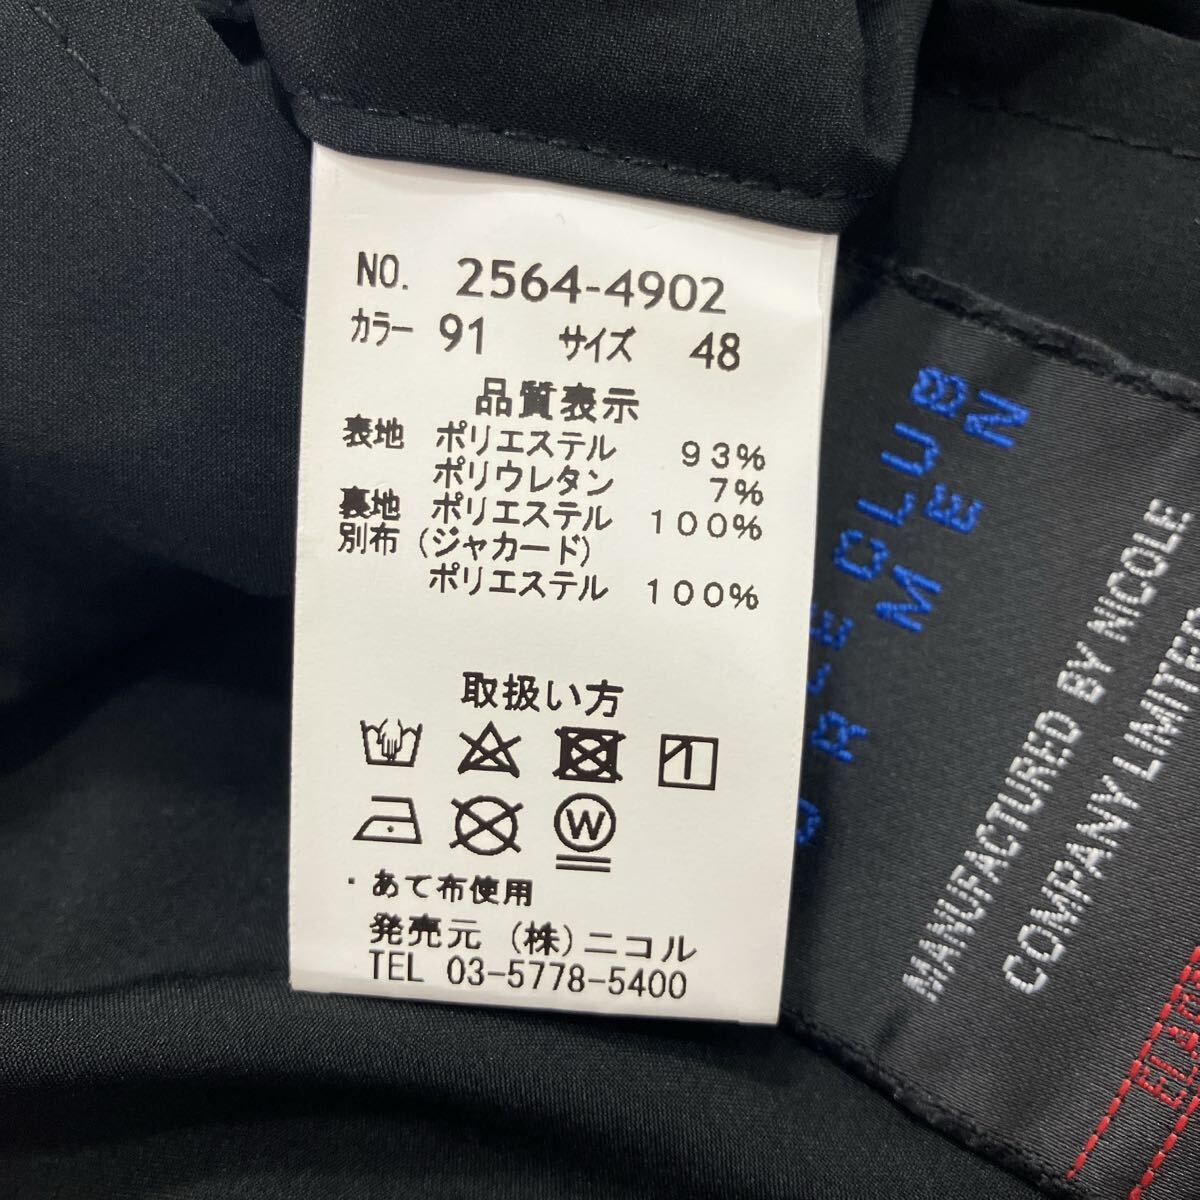 NO. 2564-4902
カラー 91 サイズ 48
品質表示
表地 ポリエステル 93%
ポリウレタン 7%
裏地 ポリエステル 100%
別布 (ジャカード)
ポリエステル 100%
取扱い方
W
・あて布使用
発売元 (株)ニコル
TEL 03-5778-5400
CLUB
MEN
MANUFACTURED BY NICOLE
COMPANY LIMITED